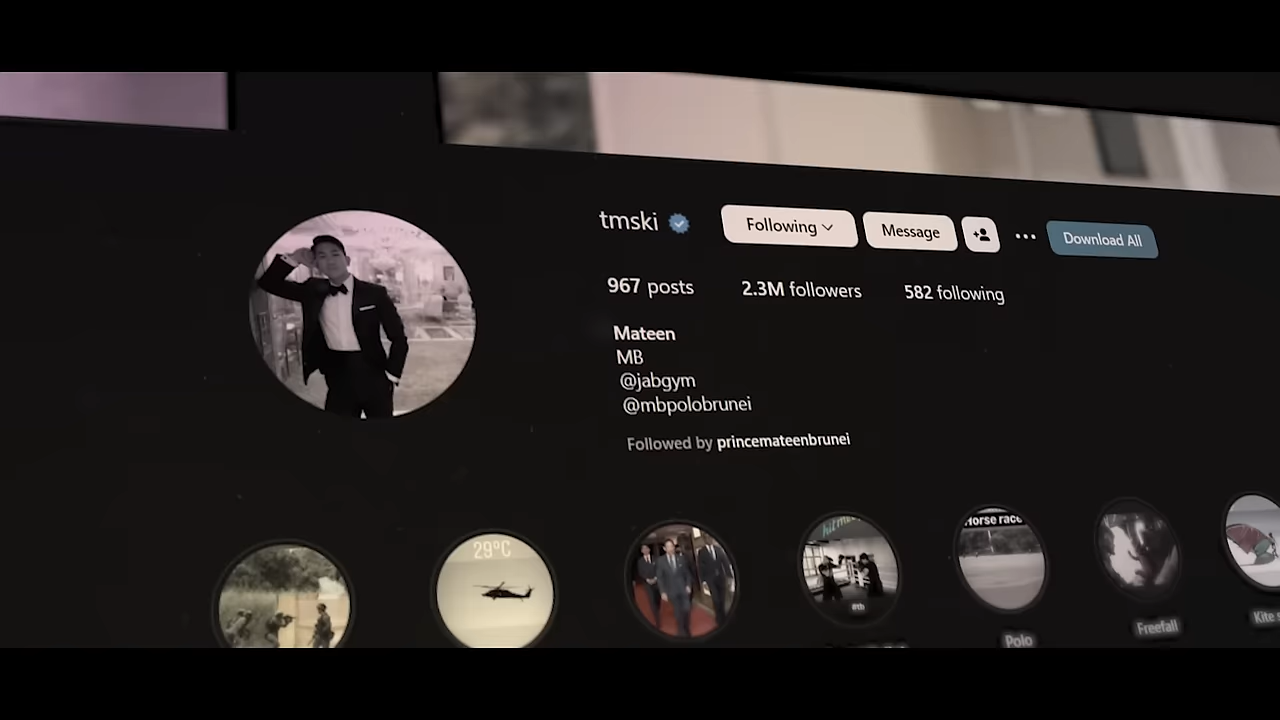 tmski
Following
Message
Download All
967 posts
2.3M followers
582 following
Mateen
MB
@jabgym
@mbpolobrunei
Followed by princemateenbrunei
29°C
Horse race
Polo
Freefall
Kite